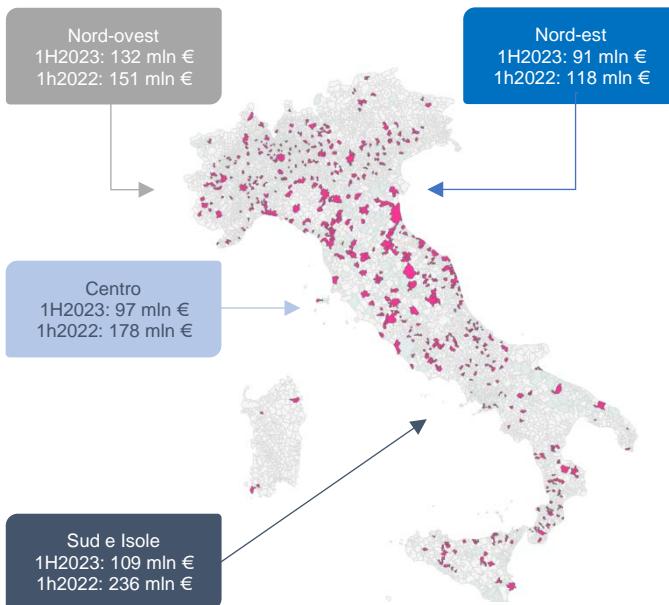 Nord-ovest
1H2023: 132 mln €
1h2022: 151 mln €
Nord-est
1H2023: 91 mln €
1h2022: 118 mln €
Centro
1H2023: 97 mln €
1h2022: 178 mln €
Sud e Isole
1H2023: 109 mln €
1h2022: 236 mln €